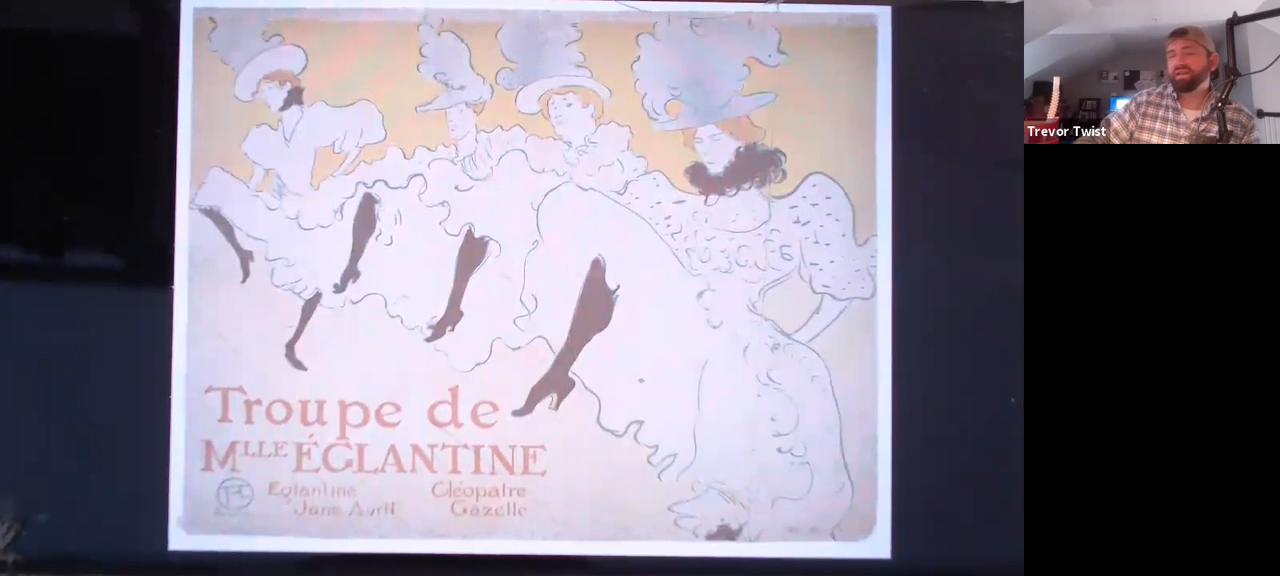 Troupe de
MLLE ÉGLANTINE
Eglantine Cléopatre
Jane Avril Gazelle
Trevor Twist